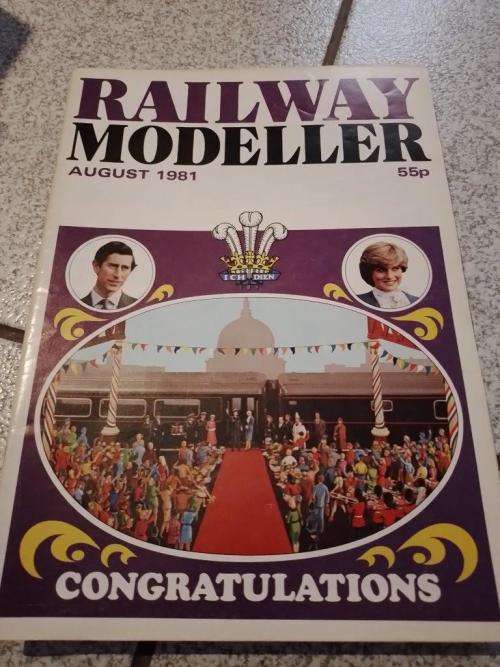 RAILWAY
MODELLER
AUGUST 1981 55p
ICH DIEN
CONGRATULATIONS